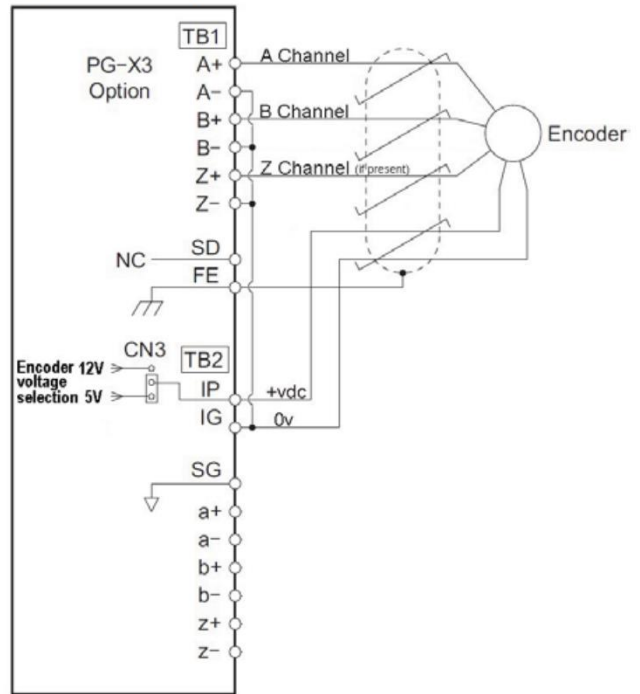 TB1
PG-X3
Option
A+
A Channel
A-
B+
B Channel
B-
Z+
Z Channel (if present)
Z-
Encoder
NC
SD
FE
CN3
TB2
Encoder 12V
voltage
selection 5V
IP
+vdc
IG
0v
SG
a+
a-
b+
b-
z+
z-